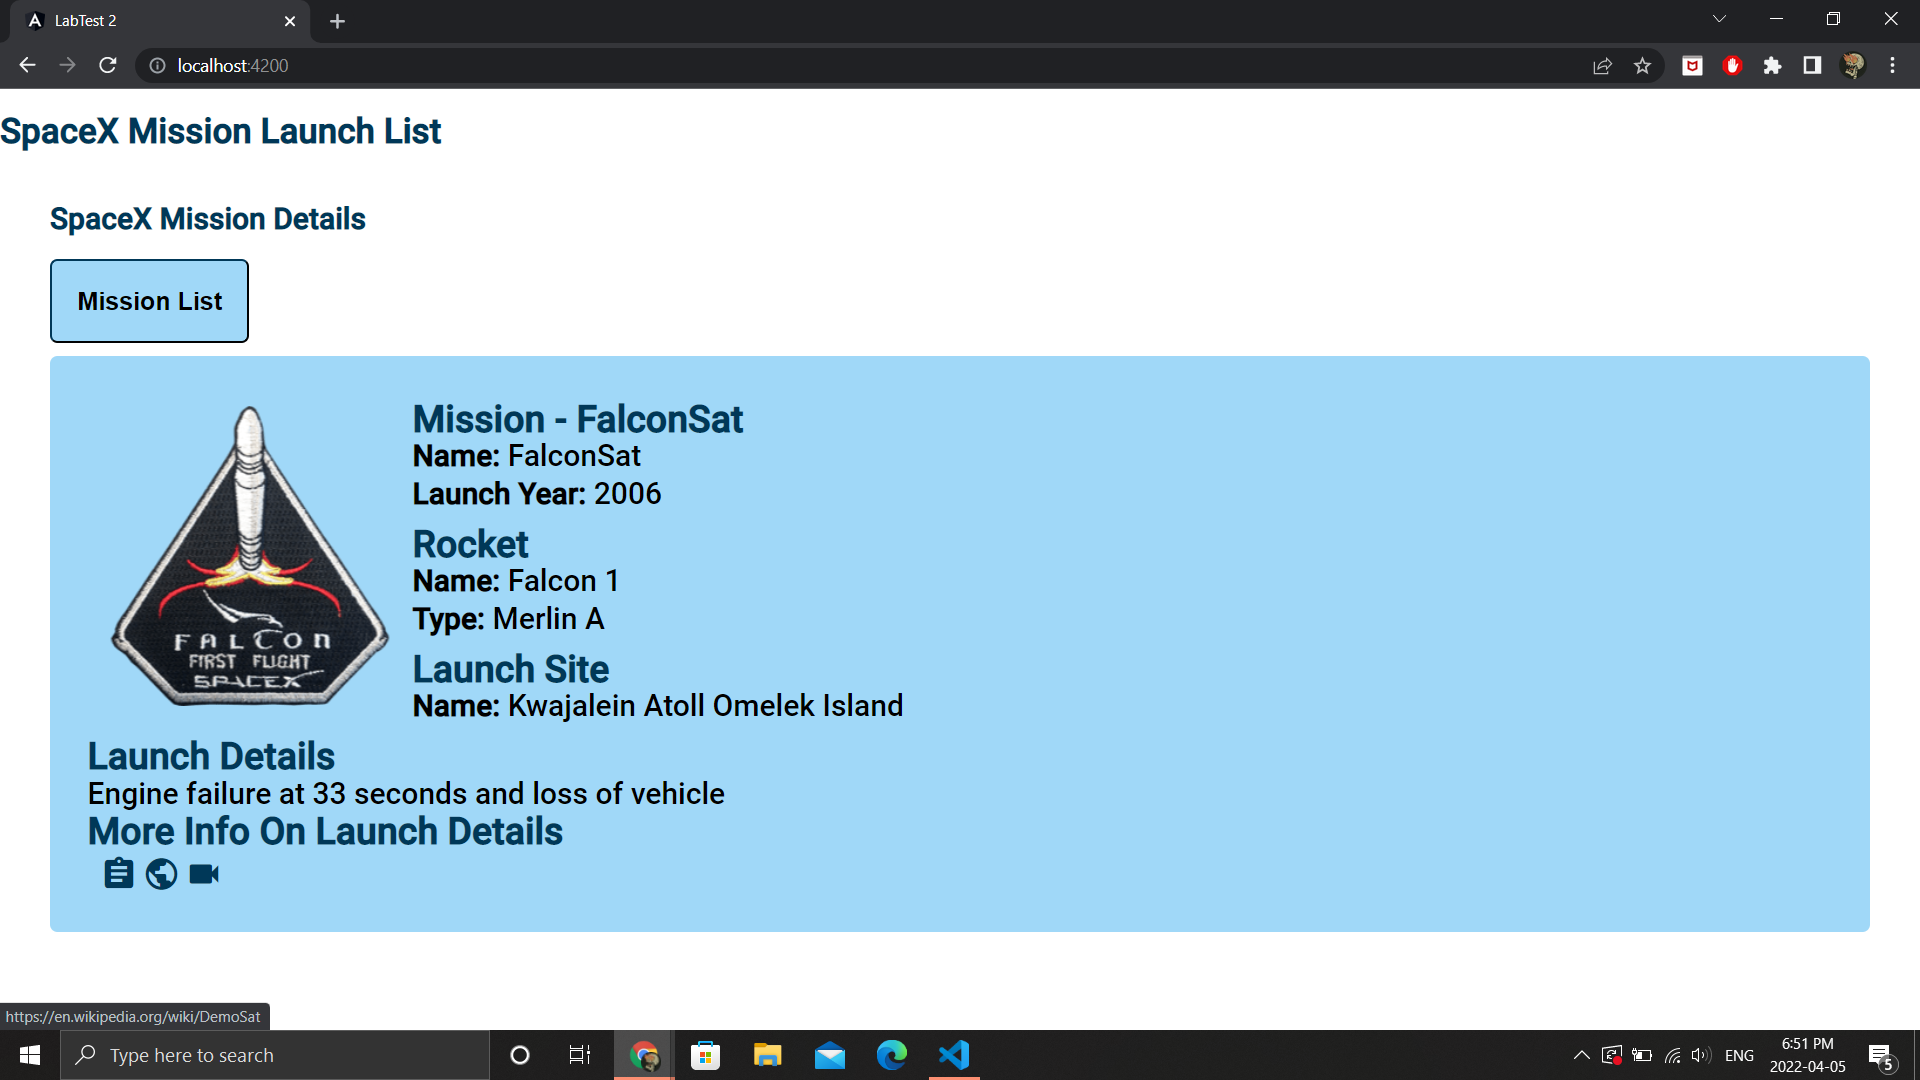 LabTest 2
localhost:4200
SpaceX Mission Launch List
SpaceX Mission Details
Mission List
Mission - FalconSat
Name: FalconSat
Launch Year: 2006
Rocket
Name: Falcon 1
Type: Merlin A
Launch Site
Name: Kwajalein Atoll Omelek Island
FALCON
FIRST FLIGHT
SPACEX
Launch Details
Engine failure at 33 seconds and loss of vehicle
More Info On Launch Details
https://en.wikipedia.org/wiki/DemoSat
Type here to search
ENG
6:51 PM
2022-04-05
5